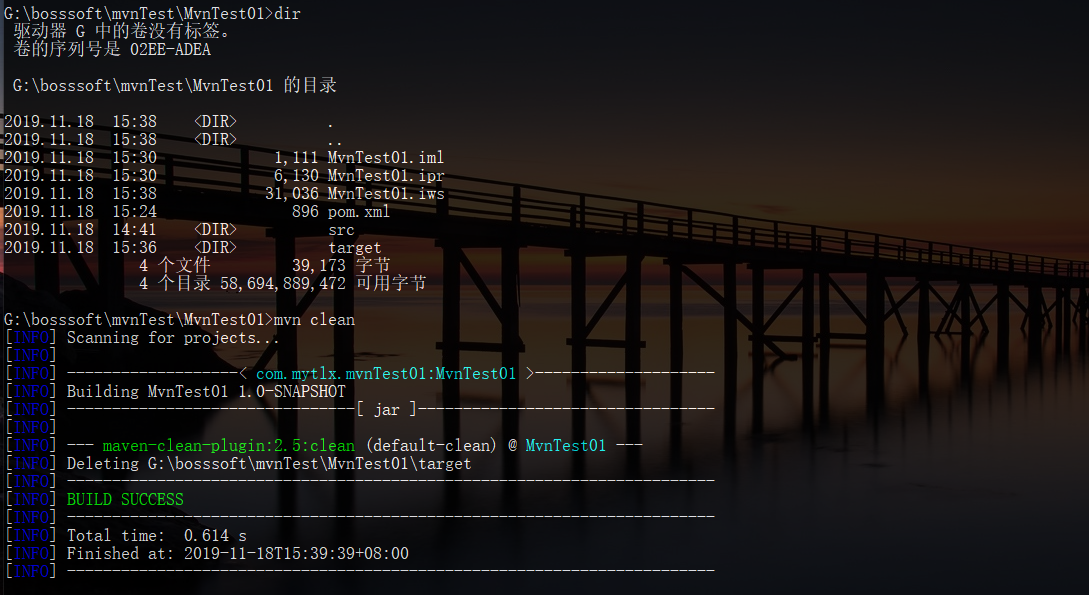 G:\bosssoft\mvnTest\MvnTest01>dir
驱动器 G 中的卷没有标签。
卷的序列号是 02EE-ADEA
G:\bosssoft\mvnTest\MvnTest01 的目录
2019.11.18  15:38    <DIR>          .
2019.11.18  15:38    <DIR>          ..
2019.11.18  15:30             1,111 MvnTest01.iml
2019.11.18  15:30             6,130 MvnTest01.ipr
2019.11.18  15:38            31,036 MvnTest01.iws
2019.11.18  15:24               896 pom.xml
2019.11.18  14:41    <DIR>          src
2019.11.18  15:36    <DIR>          target
4 个文件         39,173 字节
4 个目录 58,694,889,472 可用字节
G:\bosssoft\mvnTest\MvnTest01>mvn clean
[INFO] Scanning for projects...
[INFO]
[INFO] -------------------< com.mytlx.mvnTest01:MvnTest01 >--------------------
[INFO] Building MvnTest01 1.0-SNAPSHOT
[INFO] --------------------------------[ jar ]---------------------------------
[INFO]
[INFO] --- maven-clean-plugin:2.5:clean (default-clean) @ MvnTest01 ---
[INFO] Deleting G:\bosssoft\mvnTest\MvnTest01\target
[INFO] ------------------------------------------------------------------------
[INFO] BUILD SUCCESS
[INFO] ------------------------------------------------------------------------
[INFO] Total time:  0.614 s
[INFO] Finished at: 2019-11-18T15:39:39+08:00
[INFO] ------------------------------------------------------------------------